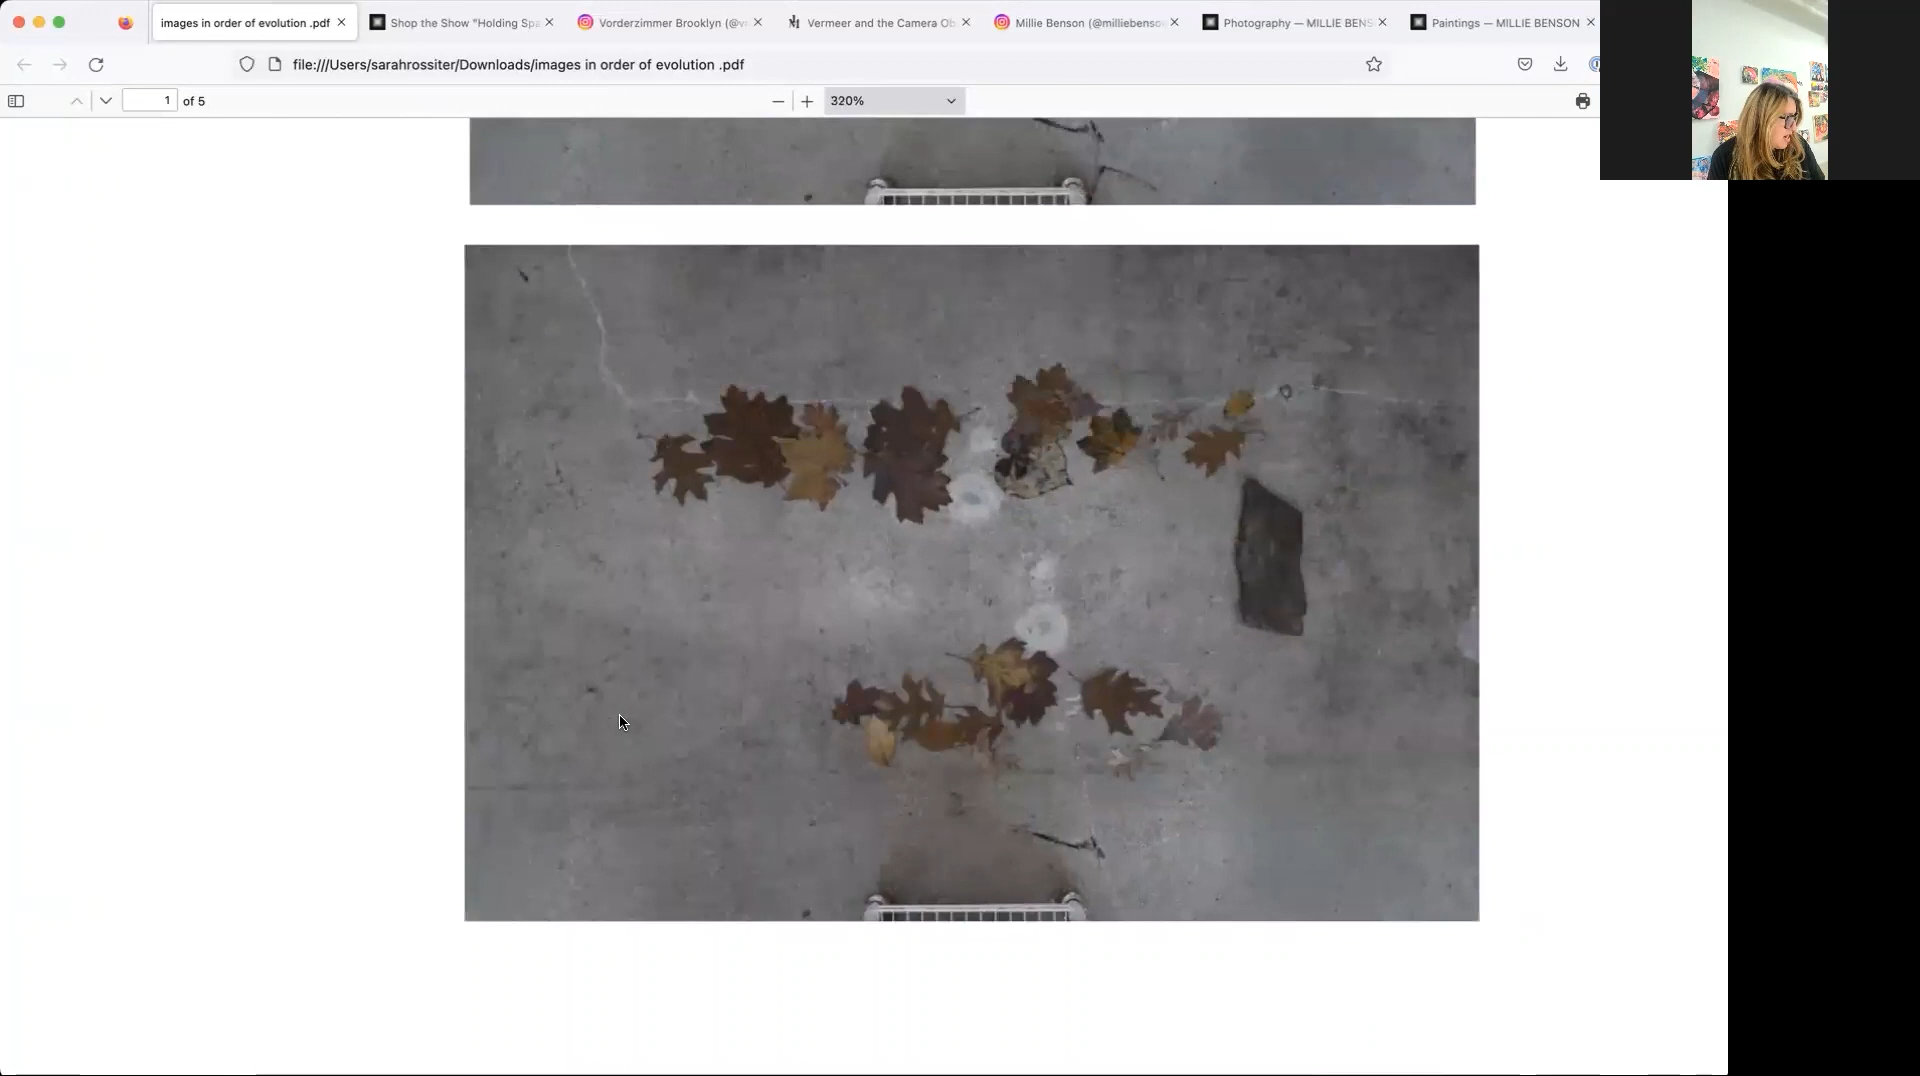 images in order of evolution .pdf
Shop the Show "Holding Spa
Vorderzimmer Brooklyn (@v
Vermeer and the Camera Ob
Millie Benson (@milliebenso
Photography — MILLIE BENS
Paintings — MILLIE BENSON
file:///Users/sarahrossiter/Downloads/images in order of evolution .pdf
1 of 5
320%